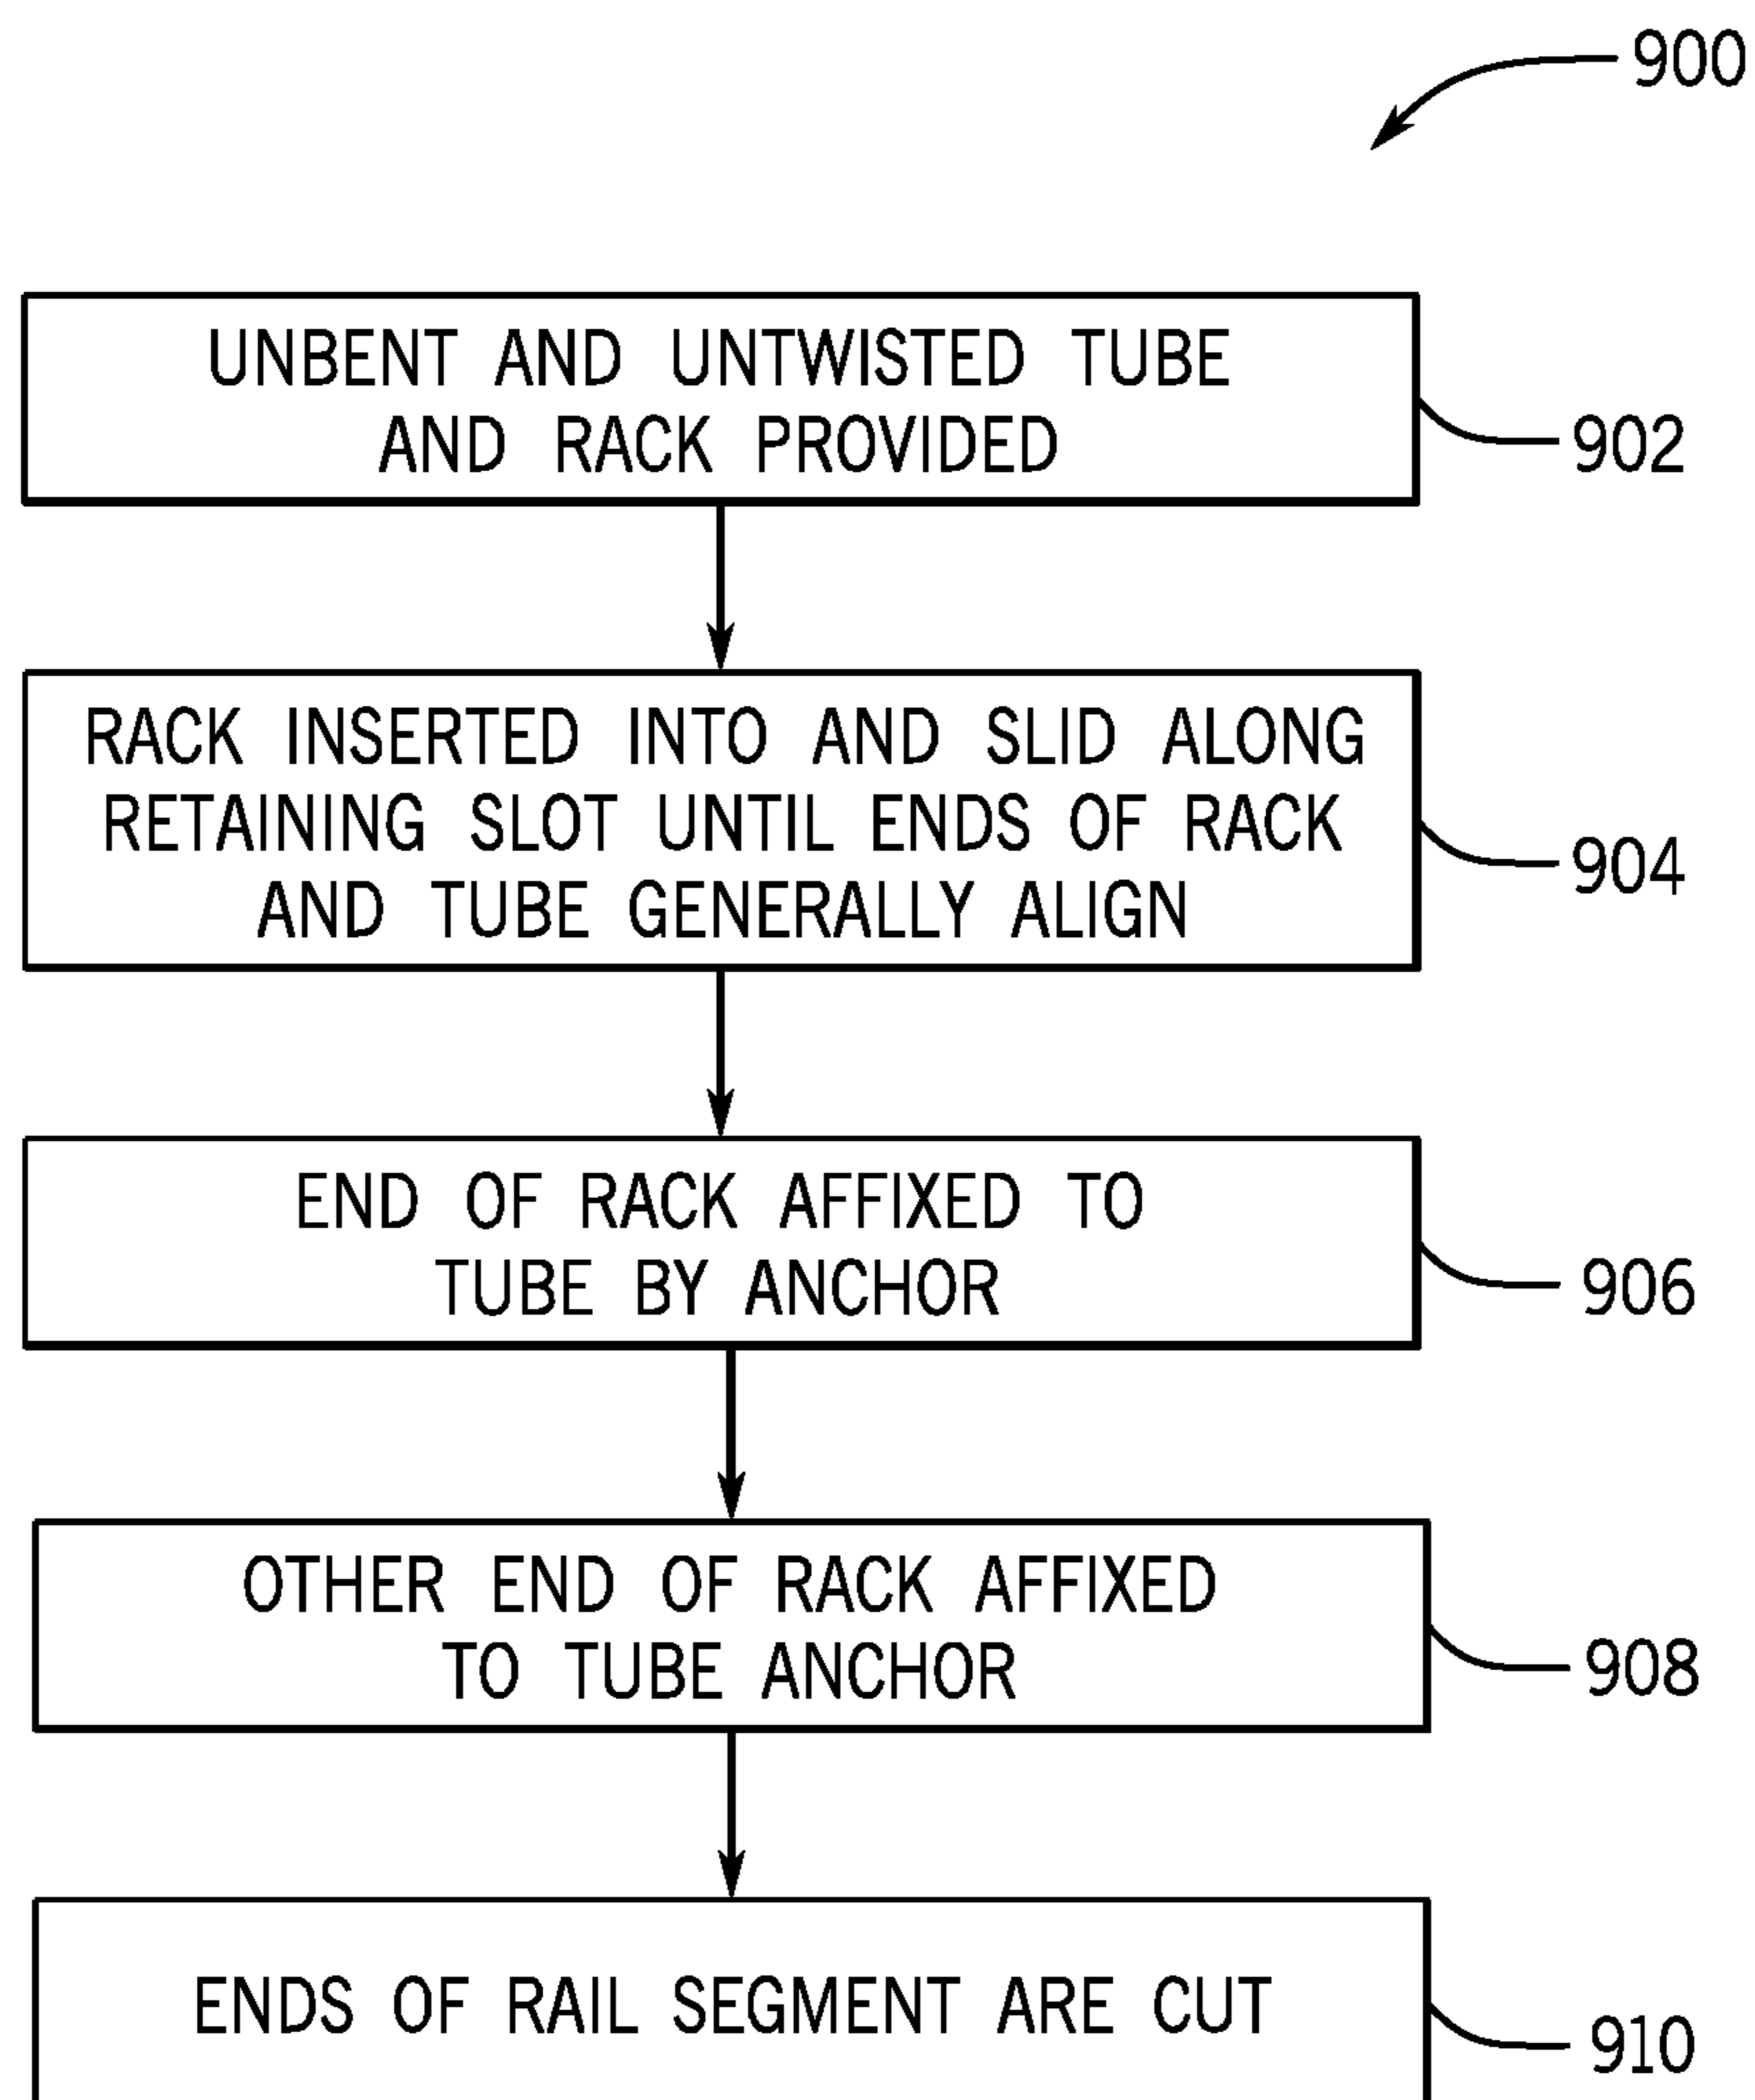 900
UNBENT AND UNTWISTED TUBE
AND RACK PROVIDED
902
RACK INSERTED INTO AND SLID ALONG
RETAINING SLOT UNTIL ENDS OF RACK
AND TUBE GENERALLY ALIGN
904
END OF RACK AFFIXED TO
TUBE BY ANCHOR
906
OTHER END OF RACK AFFIXED
TO TUBE ANCHOR
908
ENDS OF RAIL SEGMENT ARE CUT
910